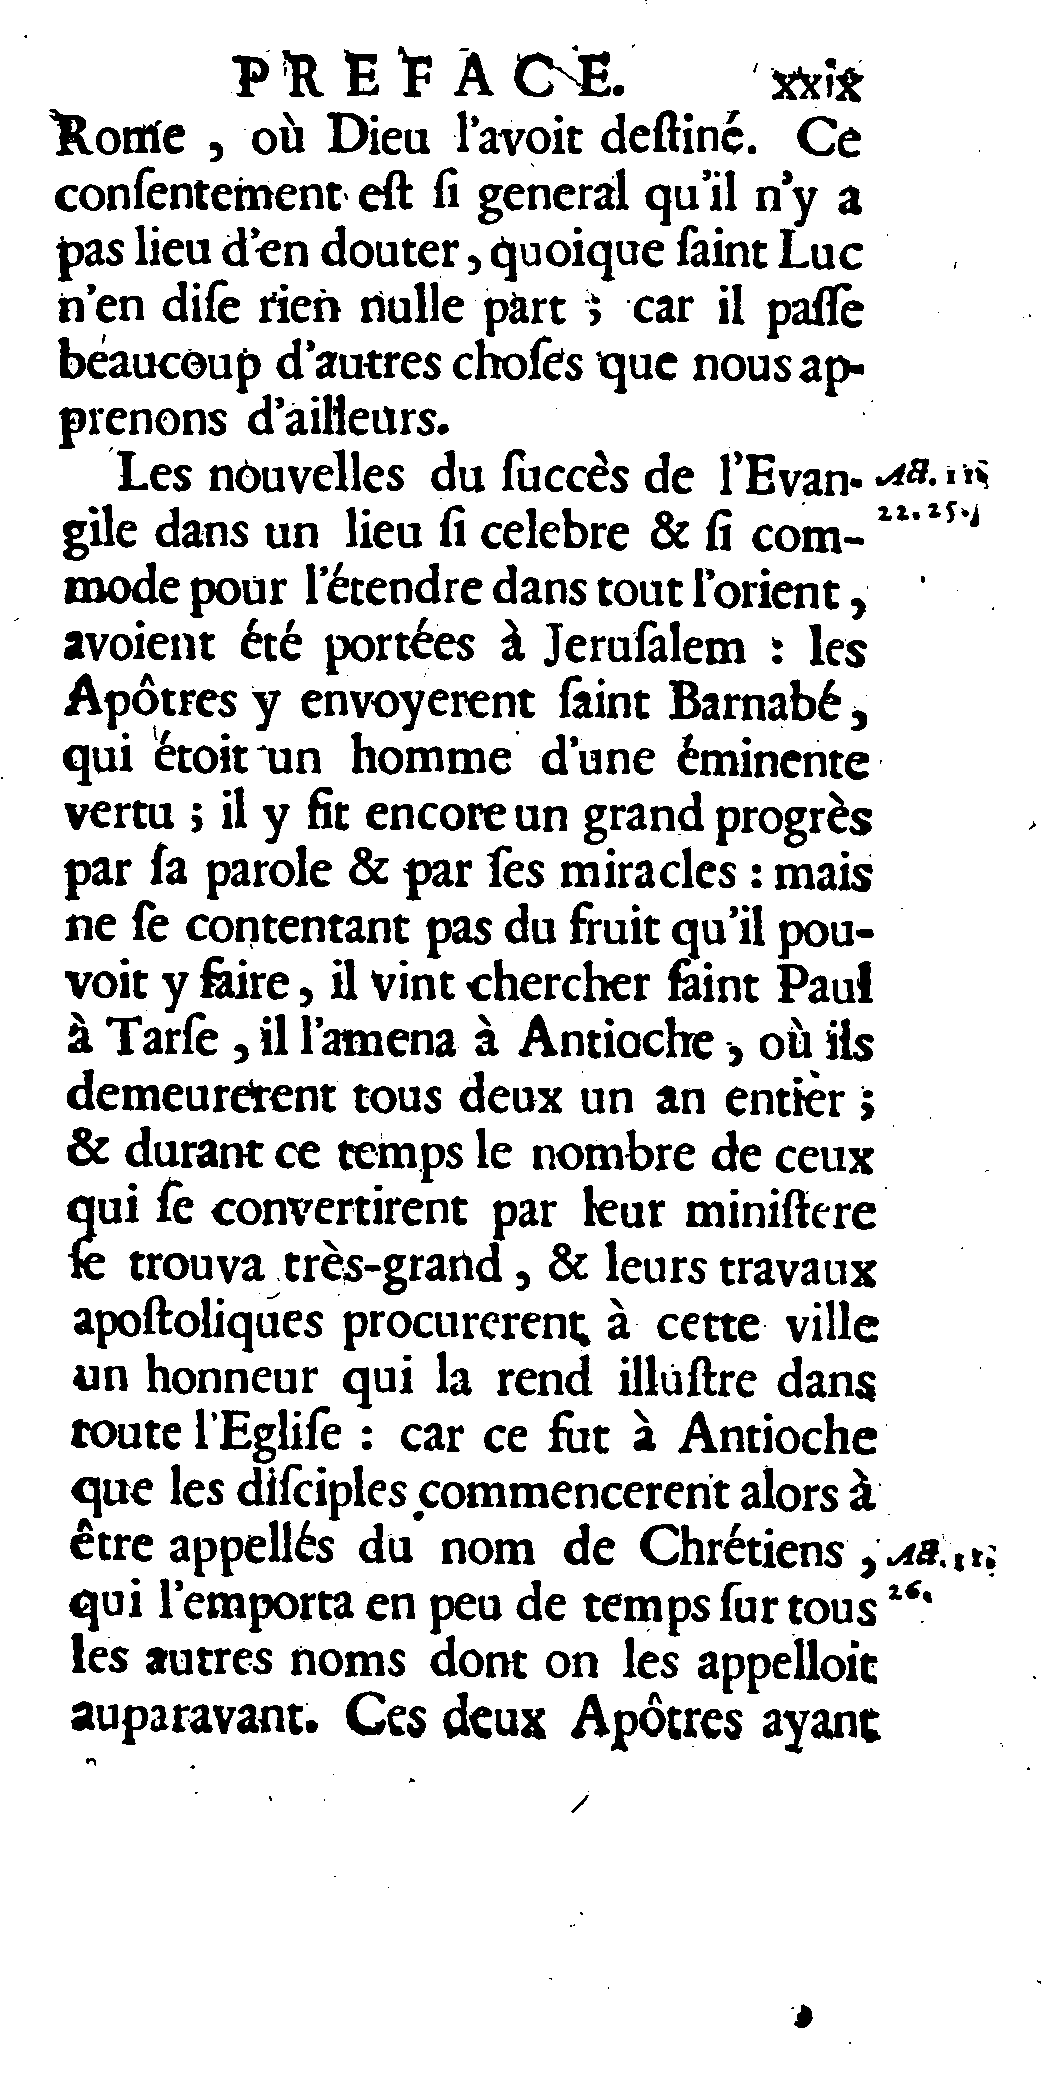 PREFACE. xxix
Rome, où Dieu l'avoit deſtiné. Ce
conſentement eſt ſi general qu'il n'y a
pas lieu d'en douter, quoique ſaint Luc
n'en diſe rien nulle part ; car il paſſe
beaucoup d'autres choſes que nous ap-
prenons d'ailleurs.
Les nouvelles du ſuccès de l'Evan-
gile dans un lieu ſi celebre & ſi com-
mode pour l'étendre dans tout l'orient,
avoient été portées à Jeruſalem : les
Apôtres y envoyerent ſaint Barnabé,
qui étoit un homme d'une éminente
vertu ; il y fit encore un grand progrès
par ſa parole & par ſes miracles : mais
ne ſe contentant pas du fruit qu'il pou-
voit y faire, il vint chercher ſaint Paul
à Tarſe, il l'amena à Antioche, où ils
demeurerent tous deux un an entier ;
& durant ce temps le nombre de ceux
qui ſe convertirent par leur miniſtere
ſe trouva très-grand, & leurs travaux
apoſtoliques procurerent à cette ville
un honneur qui la rend illuſtre dans
toute l'Egliſe : car ce fut à Antioche
que les diſciples commencerent alors à
être appellés du nom de Chrétiens,
qui l'emporta en peu de temps ſur tous
les autres noms dont on les appelloit
auparavant. Ces deux Apôtres ayant
Act.
22. 25.
Act.
26.